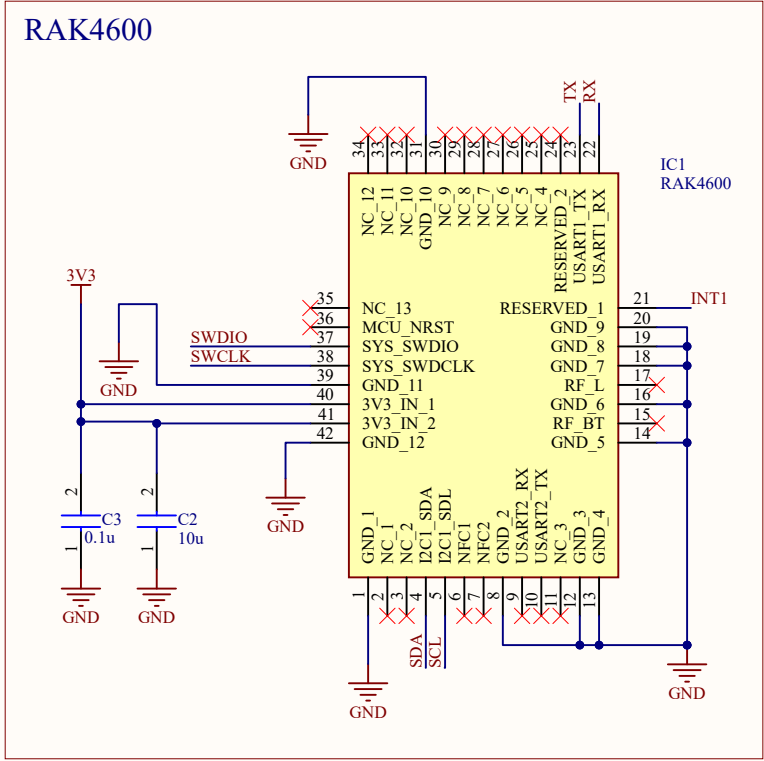 RAK4600
TX
RX
GND
34
33
32
31
30
29
28
27
26
25
24
23
22
IC1
RAK4600
NC_12
NC_11
NC_10
GND_10
NC_9
NC_8
NC_7
NC_6
NC_5
NC_4
RESERVED_2
USART1_TX
USART1_RX
3V3
35 NC_13
36 MCU_NRST
SWDIO 37 SYS_SWDIO
SWCLK 38 SYS_SWDCLK
39 GND_11
40 3V3_IN_1
41 3V3_IN_2
42 GND_12
GND
RESERVED_1 21 INT1
GND_9 20
GND_8 19
GND_7 18
RF_L 17
GND_6 16
RF_BT 15
GND_5 14
GND
2
C3
0.1u
1
GND
2
C2
10u
1
GND
GND_1
NC_1
NC_2
I2C1_SDA
I2C1_SDL
NFC1
NFC2
GND_2
USART2_RX
USART2_TX
NC_3
GND_3
GND_4
1
2
3
4
5
6
7
8
9
10
11
12
13
SDA
SCL
GND
GND